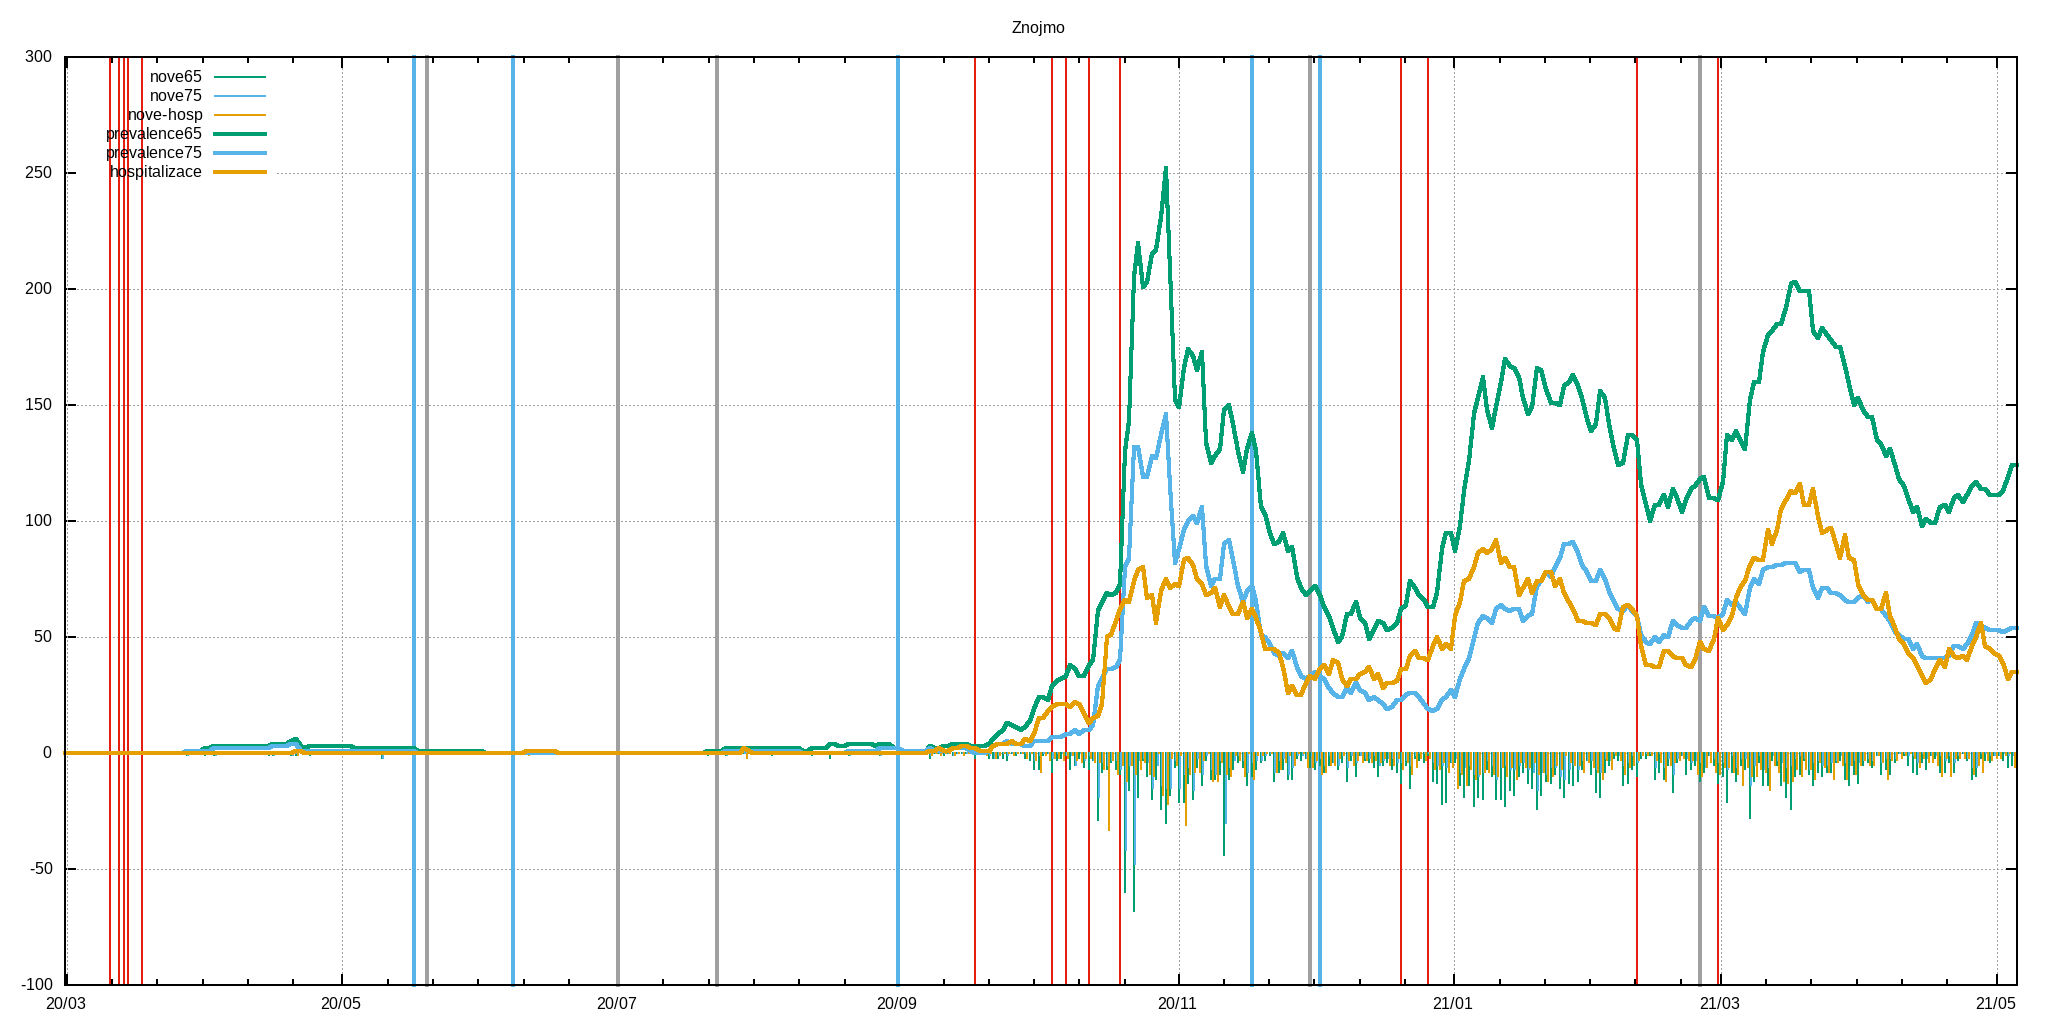 Znojmo
300
250
200
150
100
50
0
-50
-100
nove65
nove75
nove-hosp
prevalence65
prevalence75
hospitalizace
20/03 20/05 20/07 20/09 20/11 21/01 21/03 21/05